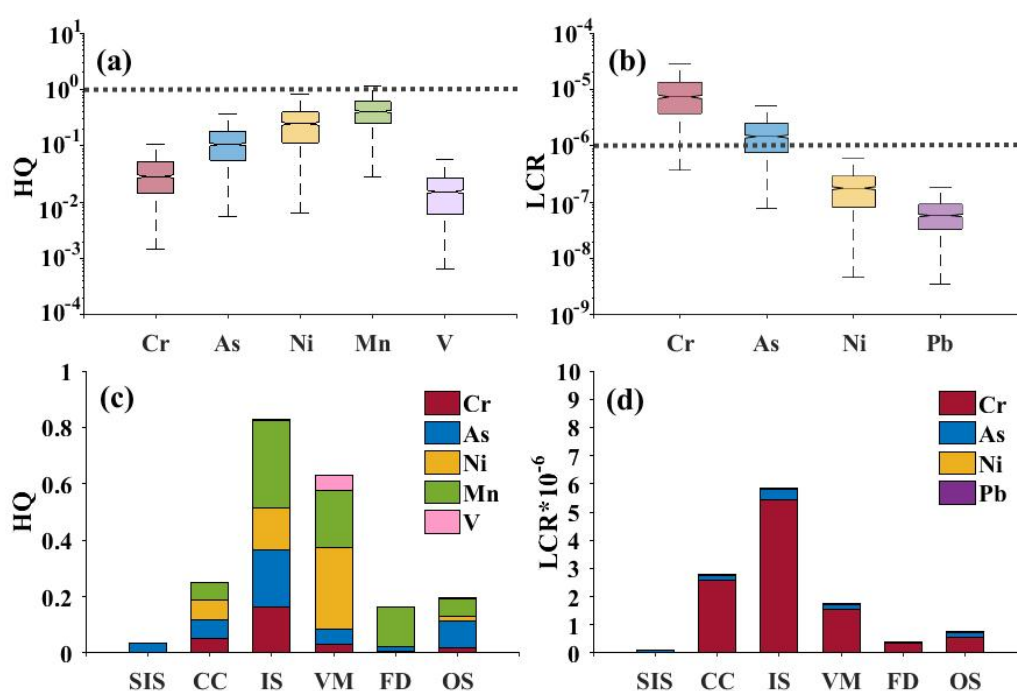 (a)
HQ
10^1
10^0
10^-1
10^-2
10^-3
10^-4
Cr As Ni Mn V
(b)
LCR
10^-4
10^-5
10^-6
10^-7
10^-8
10^-9
Cr As Ni Pb
(c)
HQ
1
0.8
0.6
0.4
0.2
0
Cr
As
Ni
Mn
V
SIS CC IS VM FD OS
(d)
LCR*10^-6
10
9
8
7
6
5
4
3
2
1
0
Cr
As
Ni
Pb
SIS CC IS VM FD OS